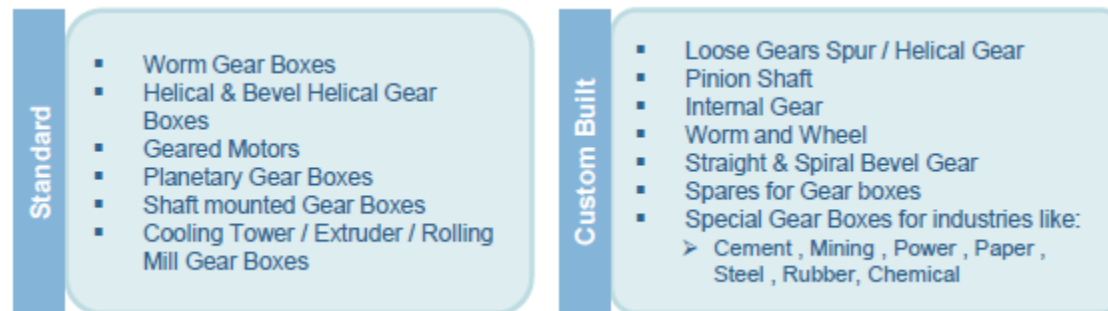 Standard
▪ Worm Gear Boxes
▪ Helical & Bevel Helical Gear
Boxes
▪ Geared Motors
▪ Planetary Gear Boxes
▪ Shaft mounted Gear Boxes
▪ Cooling Tower / Extruder / Rolling
Mill Gear Boxes
Custom Built
▪ Loose Gears Spur / Helical Gear
▪ Pinion Shaft
▪ Internal Gear
▪ Worm and Wheel
▪ Straight & Spiral Bevel Gear
▪ Spares for Gear boxes
▪ Special Gear Boxes for industries like:
➢ Cement , Mining , Power , Paper ,
Steel , Rubber, Chemical